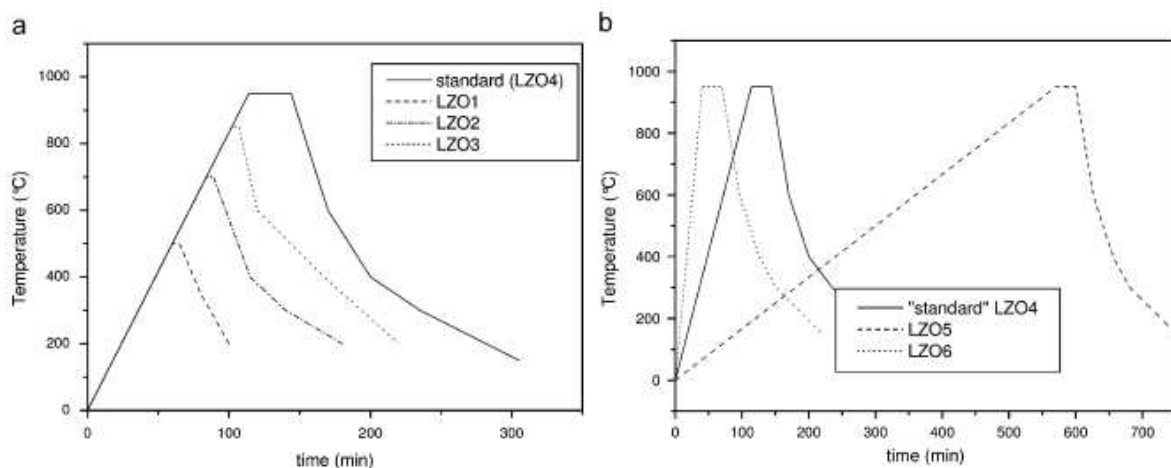 a
1000
800
600
400
200
0
Temperature (°C)
0 100 200 300
time (min)
standard (LZO4)
LZO1
LZO2
LZO3
b
1000
800
600
400
200
0
Temperature (°C)
0 100 200 300 400 500 600 700
time (min)
"standard" LZO4
LZO5
LZO6